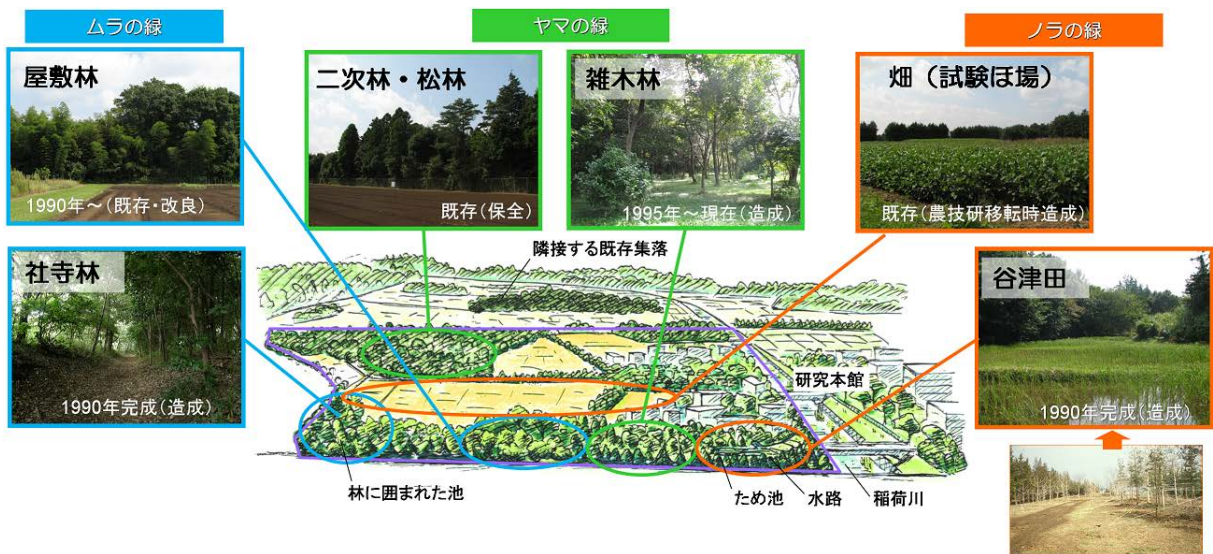 ムラの緑
ヤマの緑
ノラの緑
屋敷林
1990年～(既存・改良)
二次林・松林
既存(保全)
雑木林
1995年～現在(造成)
畑（試験ほ場）
既存(農技研移転時造成)
社寺林
1990年完成(造成)
隣接する既存集落
谷津田
1990年完成(造成)
研究本館
林に囲まれた池
ため池
水路
稲荷川